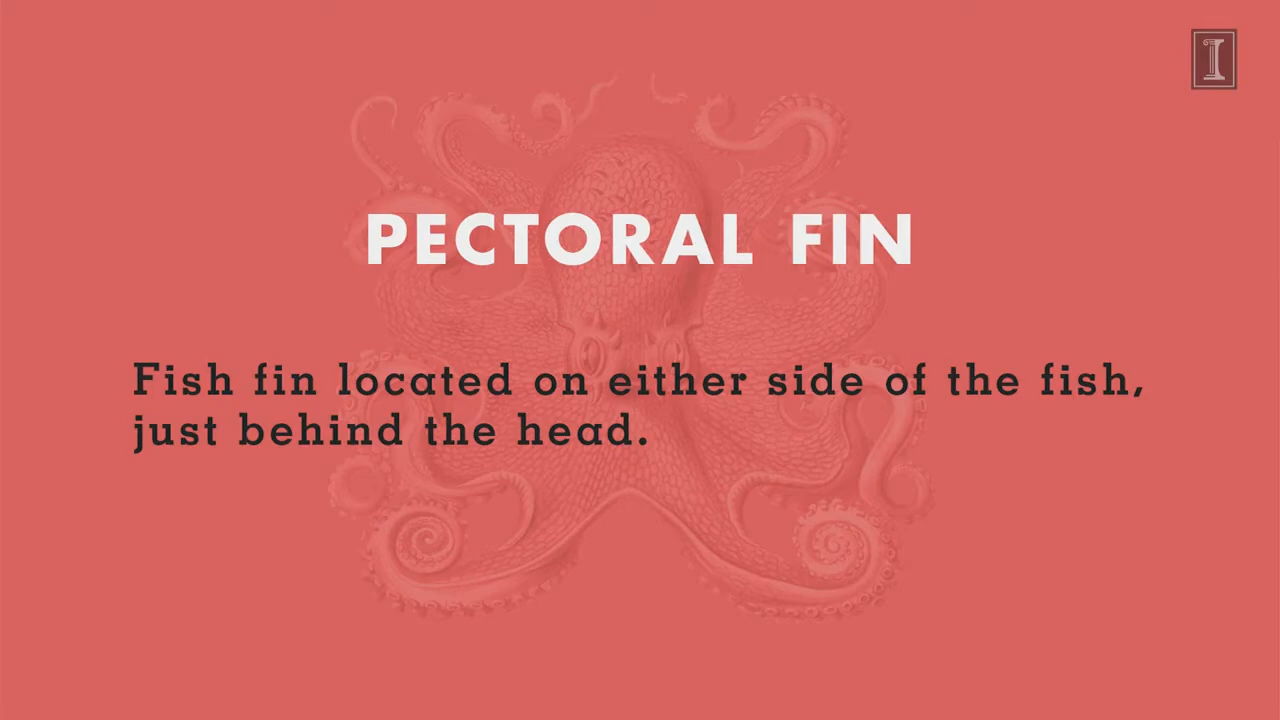 I
PECTORAL FIN
Fish fin located on either side of the fish,
just behind the head.